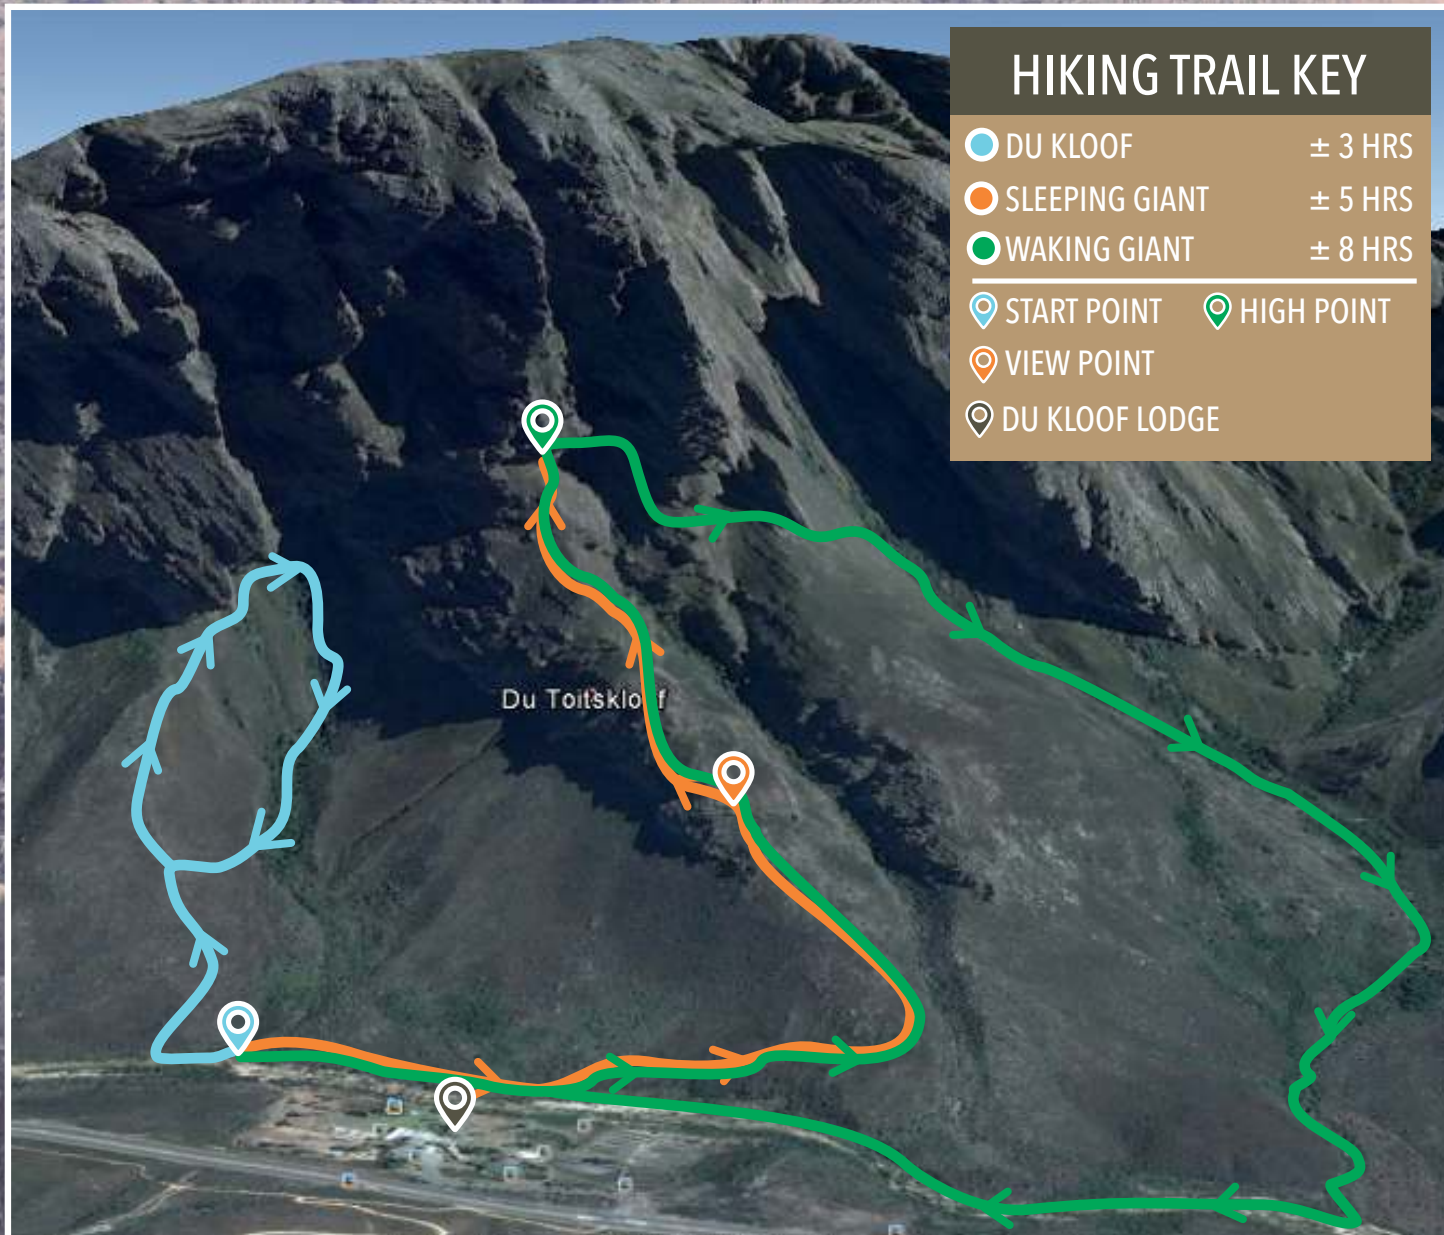 HIKING TRAIL KEY
DU KLOOF ± 3 HRS
SLEEPING GIANT ± 5 HRS
WAKING GIANT ± 8 HRS
START POINT HIGH POINT
VIEW POINT
DU KLOOF LODGE
Du Toitskloof